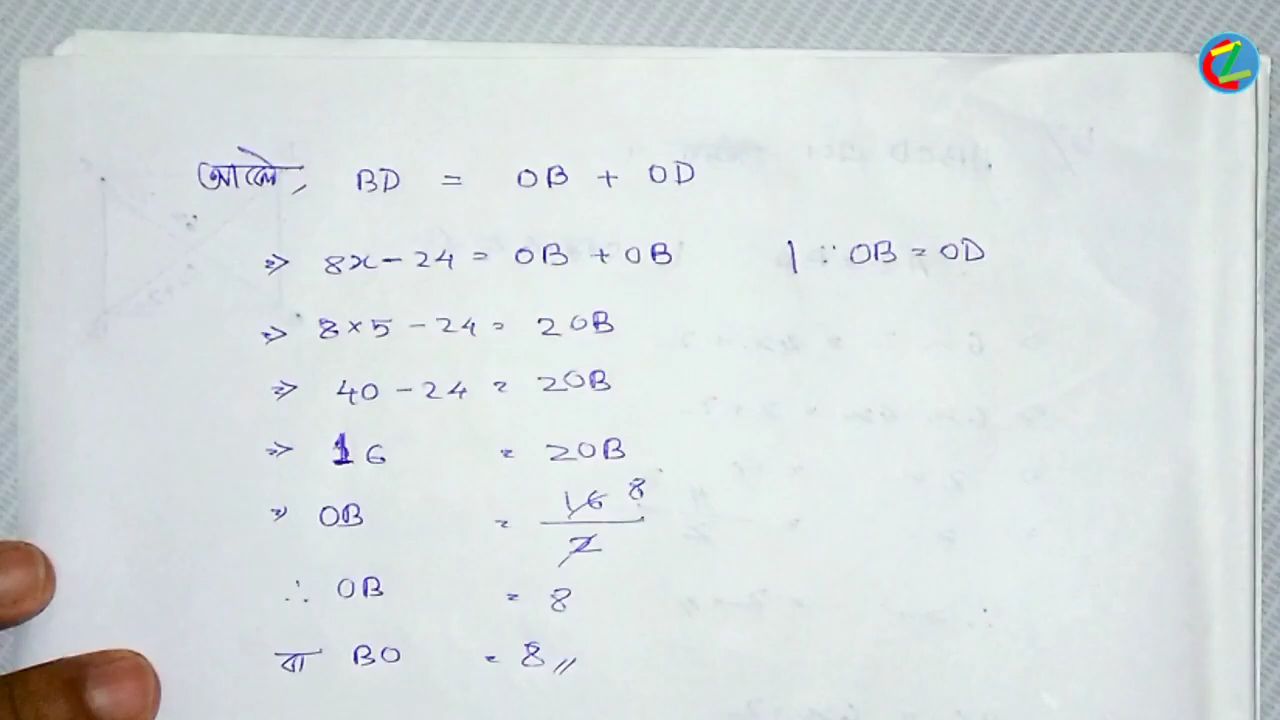 আলে, BD = OB + OD
⇒ 8x - 24 = OB + OB | ∵ OB = OD
⇒ 8×5 - 24 = 2OB
⇒ 40 - 24 = 2OB
⇒ 16 = 2OB
⇒ OB = 16/2 8
∴ OB = 8
বা BO = 8 //